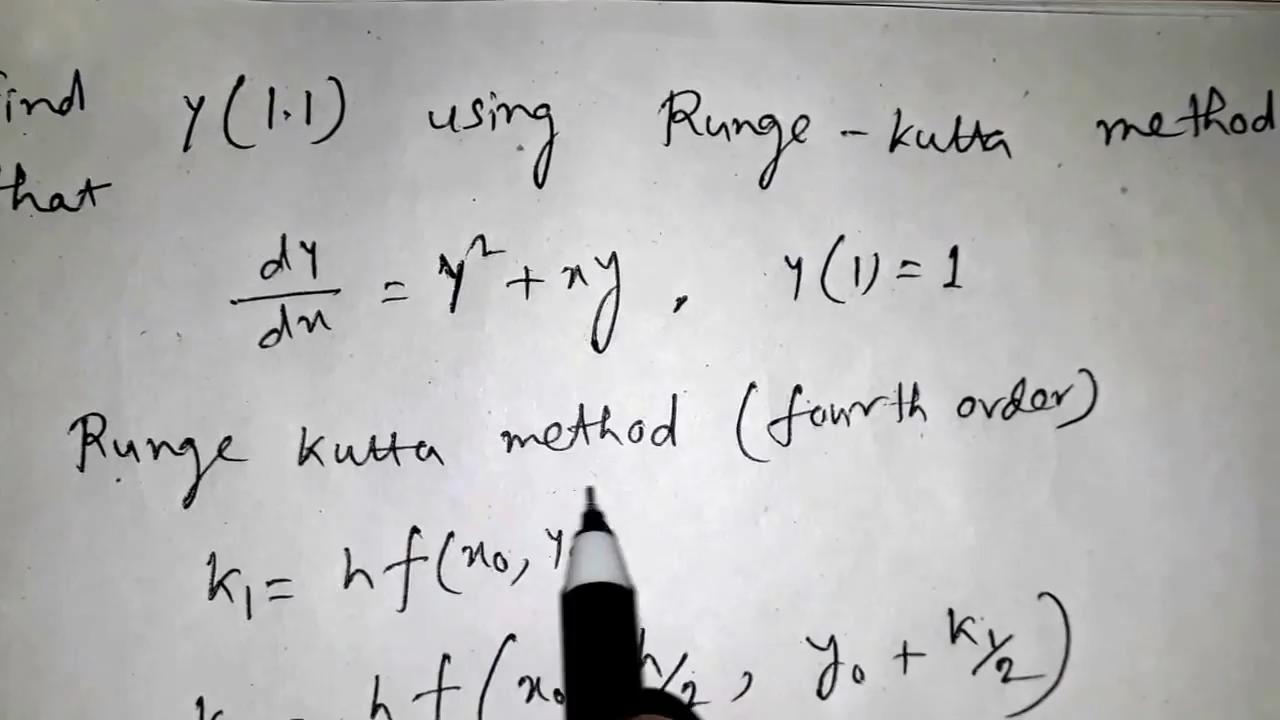 ind y(1.1) using Runge-kutta method
that
dy/dx = y² + xy, y(1) = 1
Runge kutta method (fourth order)
k₁ = hf(x₀, y
hf(x₀ h/2, y₀ + k₁/2)